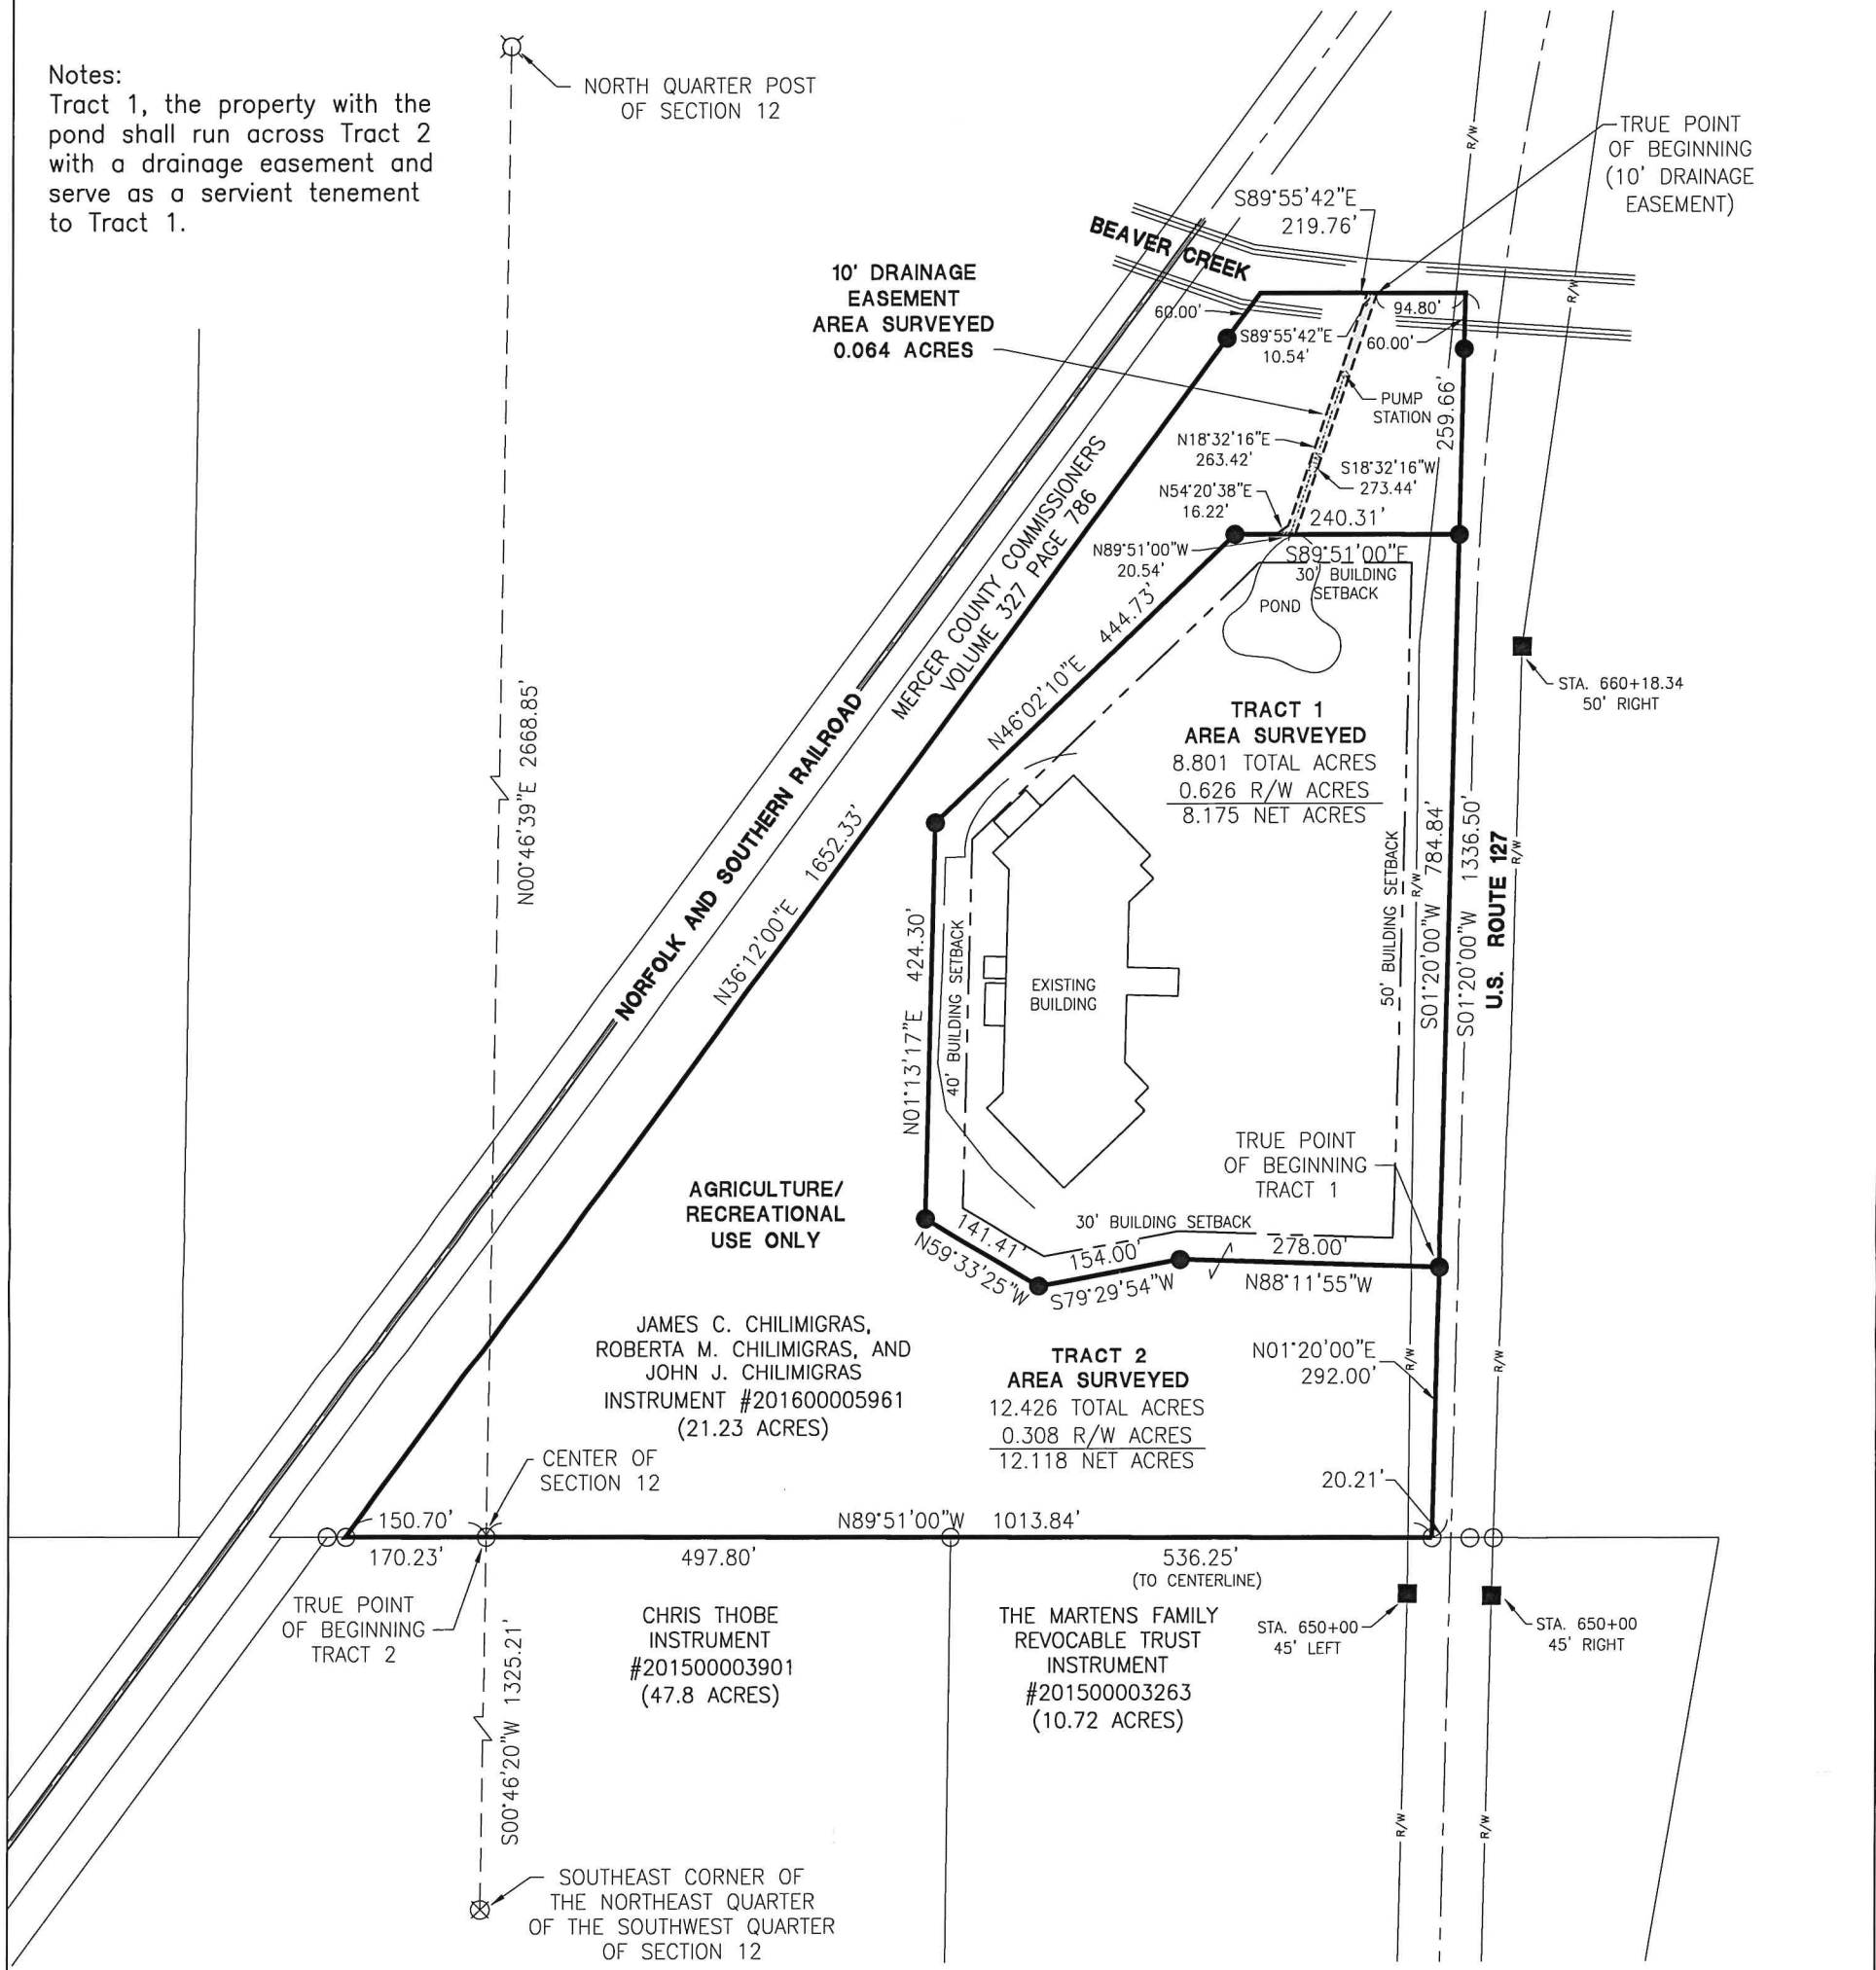 Notes:
Tract 1, the property with the
pond shall run across Tract 2
with a drainage easement and
serve as a servient tenement
to Tract 1.
NORTH QUARTER POST
OF SECTION 12
TRUE POINT
OF BEGINNING
(10' DRAINAGE
EASEMENT)
R/W
S89°55'42"E
219.76'
BEAVER CREEK
10' DRAINAGE
EASEMENT
AREA SURVEYED
0.064 ACRES
60.00'
94.80'
R/W
R/W
S89°55'42"E
10.54'
60.00'
PUMP
STATION
259.66'
N18°32'16"E
263.42'
S18°32'16"W
273.44'
N54°20'38"E
16.22'
240.31'
N89°51'00"W
20.54'
S89°51'00"E
30' BUILDING
SETBACK
POND
MERCER COUNTY COMMISSIONERS
VOLUME 327 PAGE 786
444.73'
N46°02'10"E
STA. 660+18.34
50' RIGHT
TRACT 1
AREA SURVEYED
8.801 TOTAL ACRES
0.626 R/W ACRES
8.175 NET ACRES
N00°46'39"E 2668.85'
NORFOLK AND SOUTHERN RAILROAD
N36°12'00"E 1652.33'
N01°13'17"E 424.30'
40' BUILDING SETBACK
EXISTING
BUILDING
50' BUILDING SETBACK
R/W
S01°20'00"W 784.84'
S01°20'00"W 1336.50'
U.S. ROUTE 127
R/W
TRUE POINT
OF BEGINNING
TRACT 1
AGRICULTURE/
RECREATIONAL
USE ONLY
30' BUILDING SETBACK
141.41'
N59°33'25"W
154.00'
S79°29'54"W
278.00'
N88°11'55"W
JAMES C. CHILIMIGRAS,
ROBERTA M. CHILIMIGRAS, AND
JOHN J. CHILIMIGRAS
INSTRUMENT #201600005961
(21.23 ACRES)
TRACT 2
AREA SURVEYED
12.426 TOTAL ACRES
0.308 R/W ACRES
12.118 NET ACRES
N01°20'00"E
292.00'
R/W
R/W
CENTER OF
SECTION 12
20.21'
150.70'
N89°51'00"W 1013.84'
170.23'
497.80'
536.25'
(TO CENTERLINE)
TRUE POINT
OF BEGINNING
TRACT 2
CHRIS THOBE
INSTRUMENT
#201500003901
(47.8 ACRES)
THE MARTENS FAMILY
REVOCABLE TRUST
INSTRUMENT
#201500003263
(10.72 ACRES)
STA. 650+00
45' LEFT
STA. 650+00
45' RIGHT
S00°46'20"W 1325.21'
R/W
R/W
SOUTHEAST CORNER OF
THE NORTHEAST QUARTER
OF THE SOUTHWEST QUARTER
OF SECTION 12